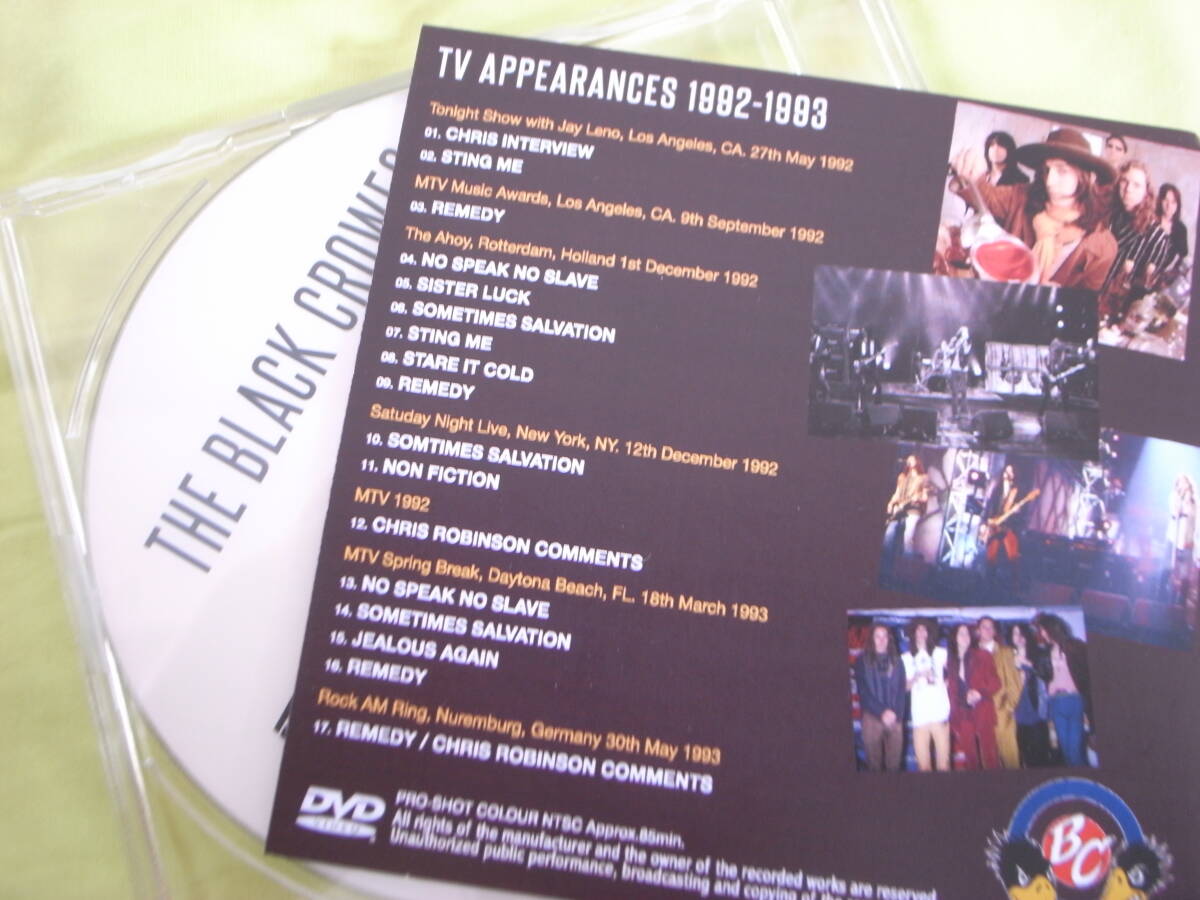 TV APPEARANCES 1992-1993
Tonight Show with Jay Leno, Los Angeles, CA. 27th May 1992
01. CHRIS INTERVIEW
02. STING ME
MTV Music Awards, Los Angeles, CA. 9th September 1992
03. REMEDY
The Ahoy, Rotterdam, Holland 1st December 1992
04. NO SPEAK NO SLAVE
05. SISTER LUCK
06. SOMETIMES SALVATION
07. STING ME
08. STARE IT COLD
09. REMEDY
Satuday Night Live, New York, NY. 12th December 1992
10. SOMTIMES SALVATION
11. NON FICTION
MTV 1992
12. CHRIS ROBINSON COMMENTS
MTV Spring Break, Daytona Beach, FL. 18th March 1993
13. NO SPEAK NO SLAVE
14. SOMETIMES SALVATION
15. JEALOUS AGAIN
16. REMEDY
Rock AM Ring, Nuremburg, Germany 30th May 1993
17. REMEDY / CHRIS ROBINSON COMMENTS
DVD
VIDEO
PRO-SHOT COLOUR NTSC Approx.85min.
All rights of the manufacturer and the owner of the recorded works are reserved
Unauthorized public performance, broadcasting and copying of
BC
THE BLACK CROWES